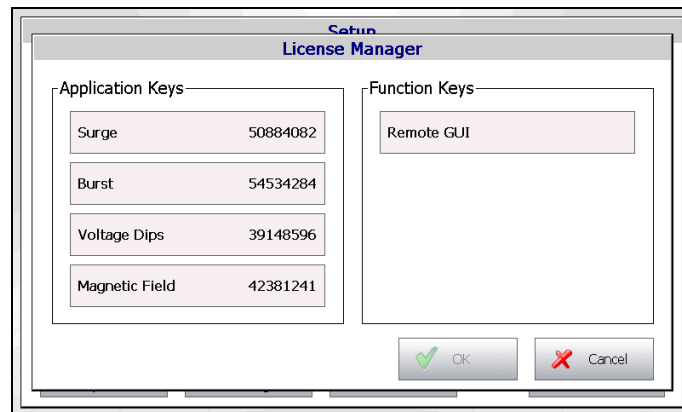 Setup
License Manager
Application Keys
Surge 50884082
Burst 54534284
Voltage Dips 39148596
Magnetic Field 42381241
Function Keys
Remote GUI
OK
Cancel